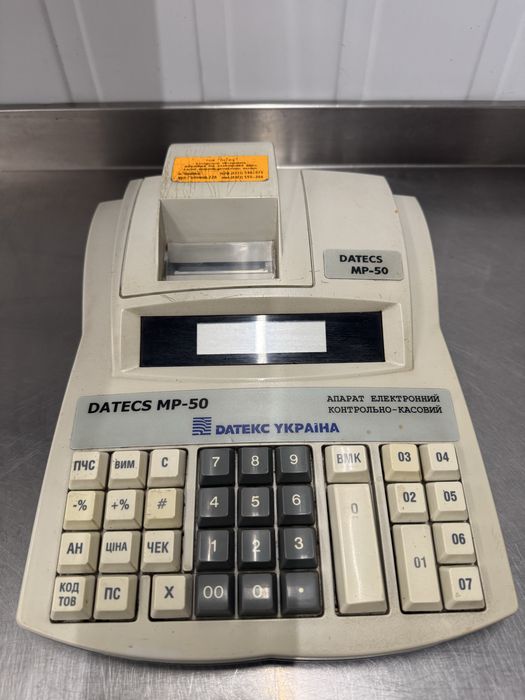 DATECS
MP-50
DATECS MP-50
АПАРАТ ЕЛЕКТРОННИЙ
КОНТРОЛЬНО-КАСОВИЙ
DATEKC УКРАЇНА
ПЧС ВИМ. С 7 8 9 ВМК 03 04
-% +% # 4 5 6 0 02 05
АН ЦІНА ЧЕК 1 2 3 01 06
КОД
ТОВ ПС X 00 0 • 07